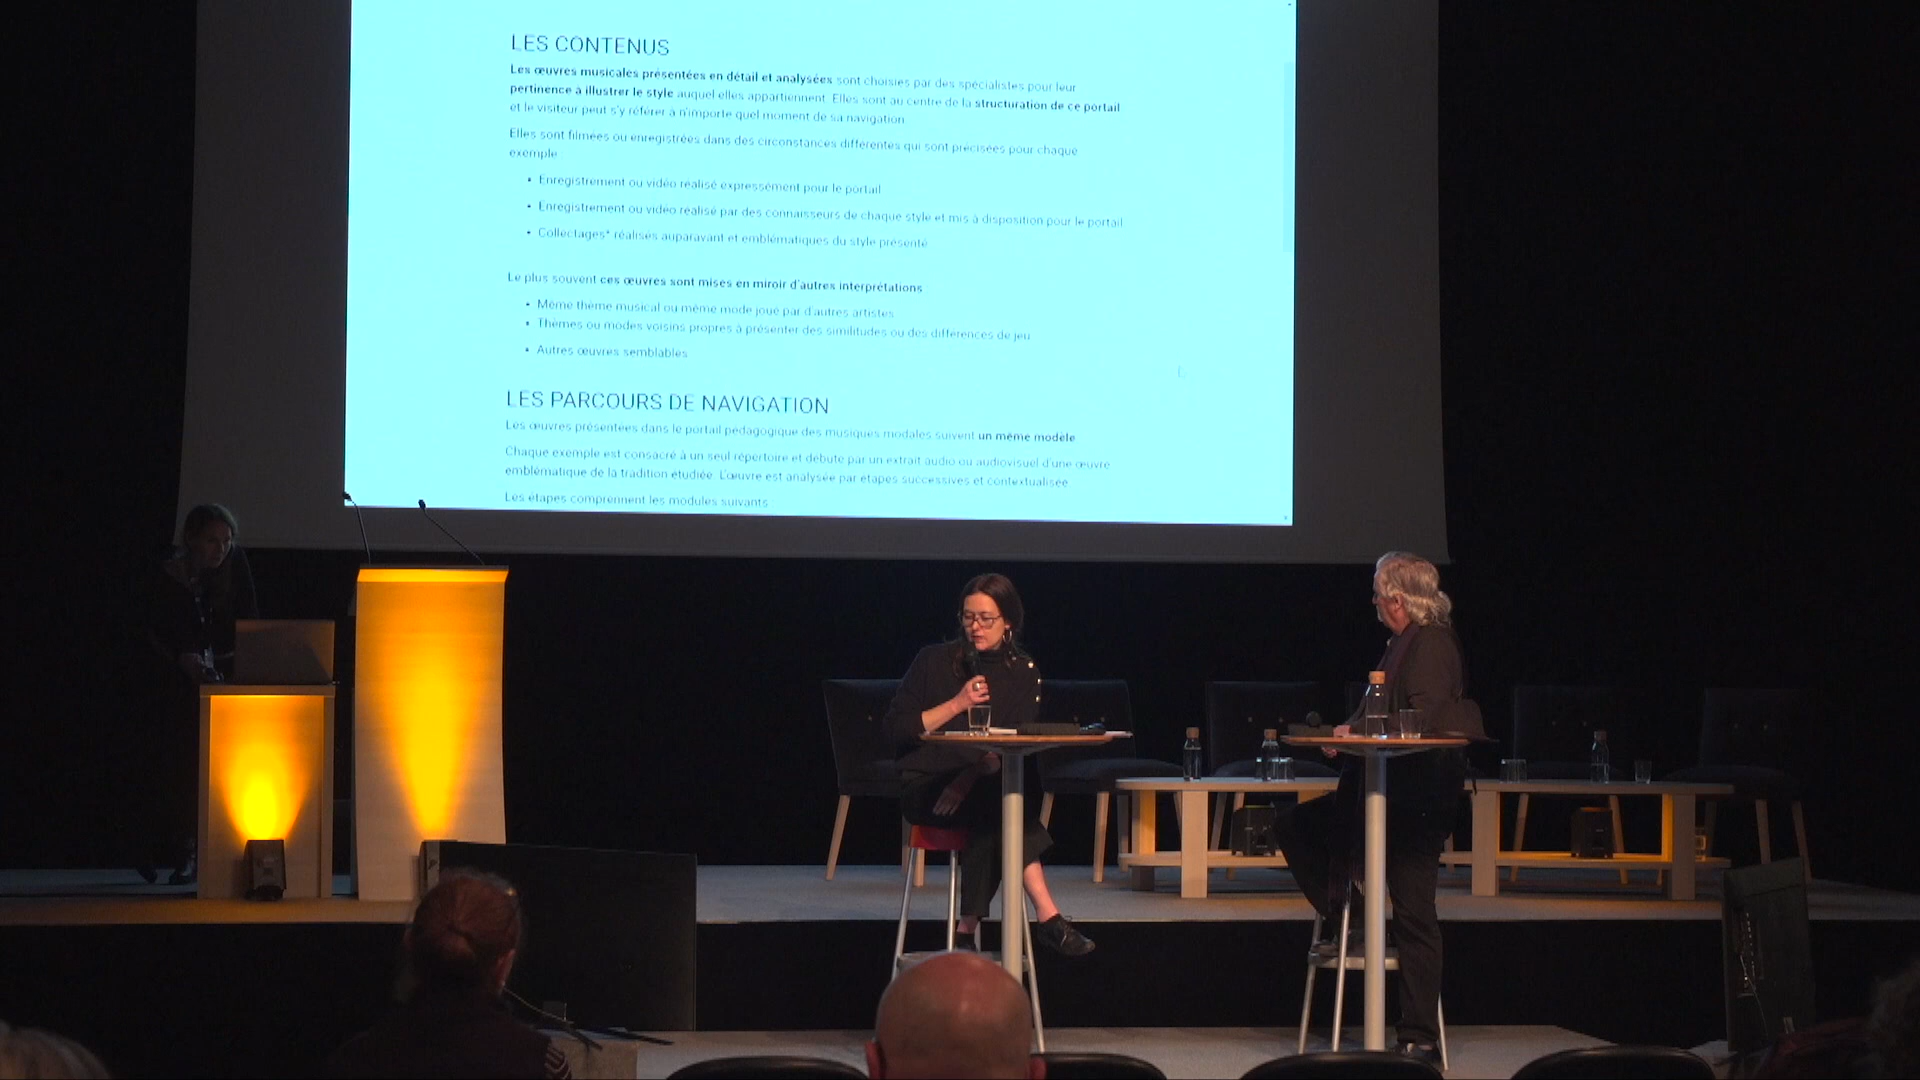 LES CONTENUS
Les œuvres musicales présentées en détail et analysées sont choisies par des spécialistes pour leur
pertinence à illustrer le style auquel elles appartiennent. Elles sont au centre de la structuration de ce portail
et le visiteur peut s'y référer à n'importe quel moment de sa navigation.
Elles sont filmées ou enregistrées dans des circonstances différentes qui sont précisées pour chaque
exemple
• Enregistrement ou vidéo réalisé expressément pour le portail
• Enregistrement ou vidéo réalisé par des connaisseurs de chaque style et mis à disposition pour le portail
• Collectages* réalisés auparavant et emblématiques du style présenté
Le plus souvent ces œuvres sont mises en miroir d'autres interprétations
• Même thème musical ou même mode joué par d'autres artistes
• Thèmes ou modes voisins propres à présenter des similitudes ou des différences de jeu
• Autres œuvres semblables
LES PARCOURS DE NAVIGATION
Les œuvres présentées dans le portail pédagogique des musiques modales suivent un même modèle
Chaque exemple est consacré à un seul répertoire et débute par un extrait audio ou audiovisuel d'une œuvre
emblématique de la tradition étudiée. L'œuvre est analysée par étapes successives et contextualisée
Les étapes comprennent les modules suivants